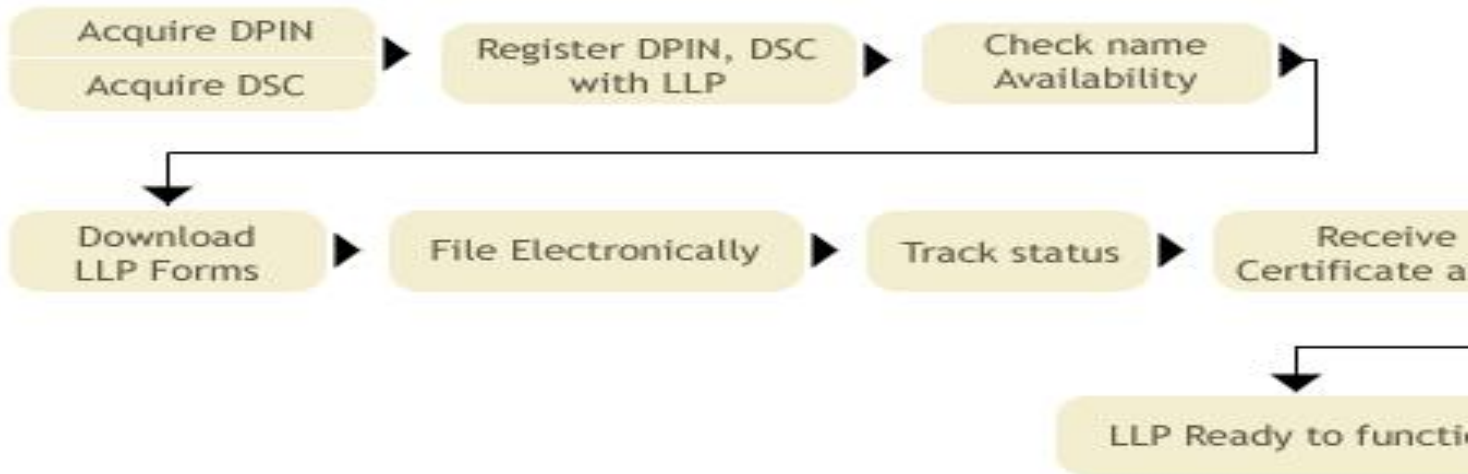 Acquire DPIN
Acquire DSC
Register DPIN, DSC
with LLP
Check name
Availability
Download
LLP Forms
File Electronically
Track status
Receive
Certificate
LLP Ready to